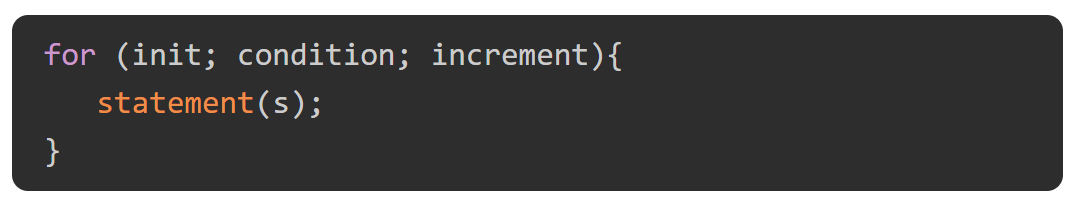 for (init; condition; increment){
   statement(s);
}